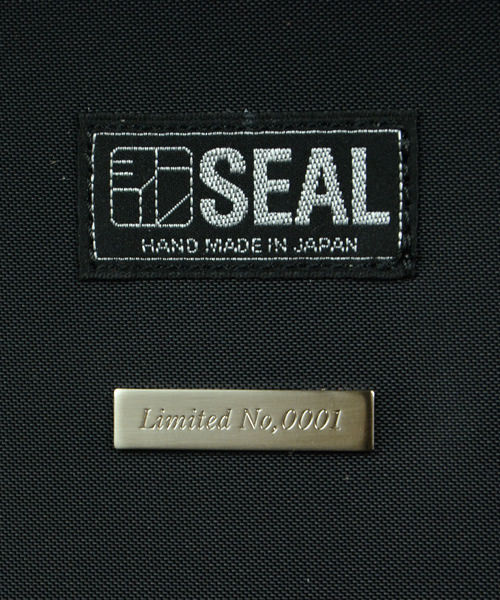 SEAL
HAND MADE IN JAPAN
Limited No,0001